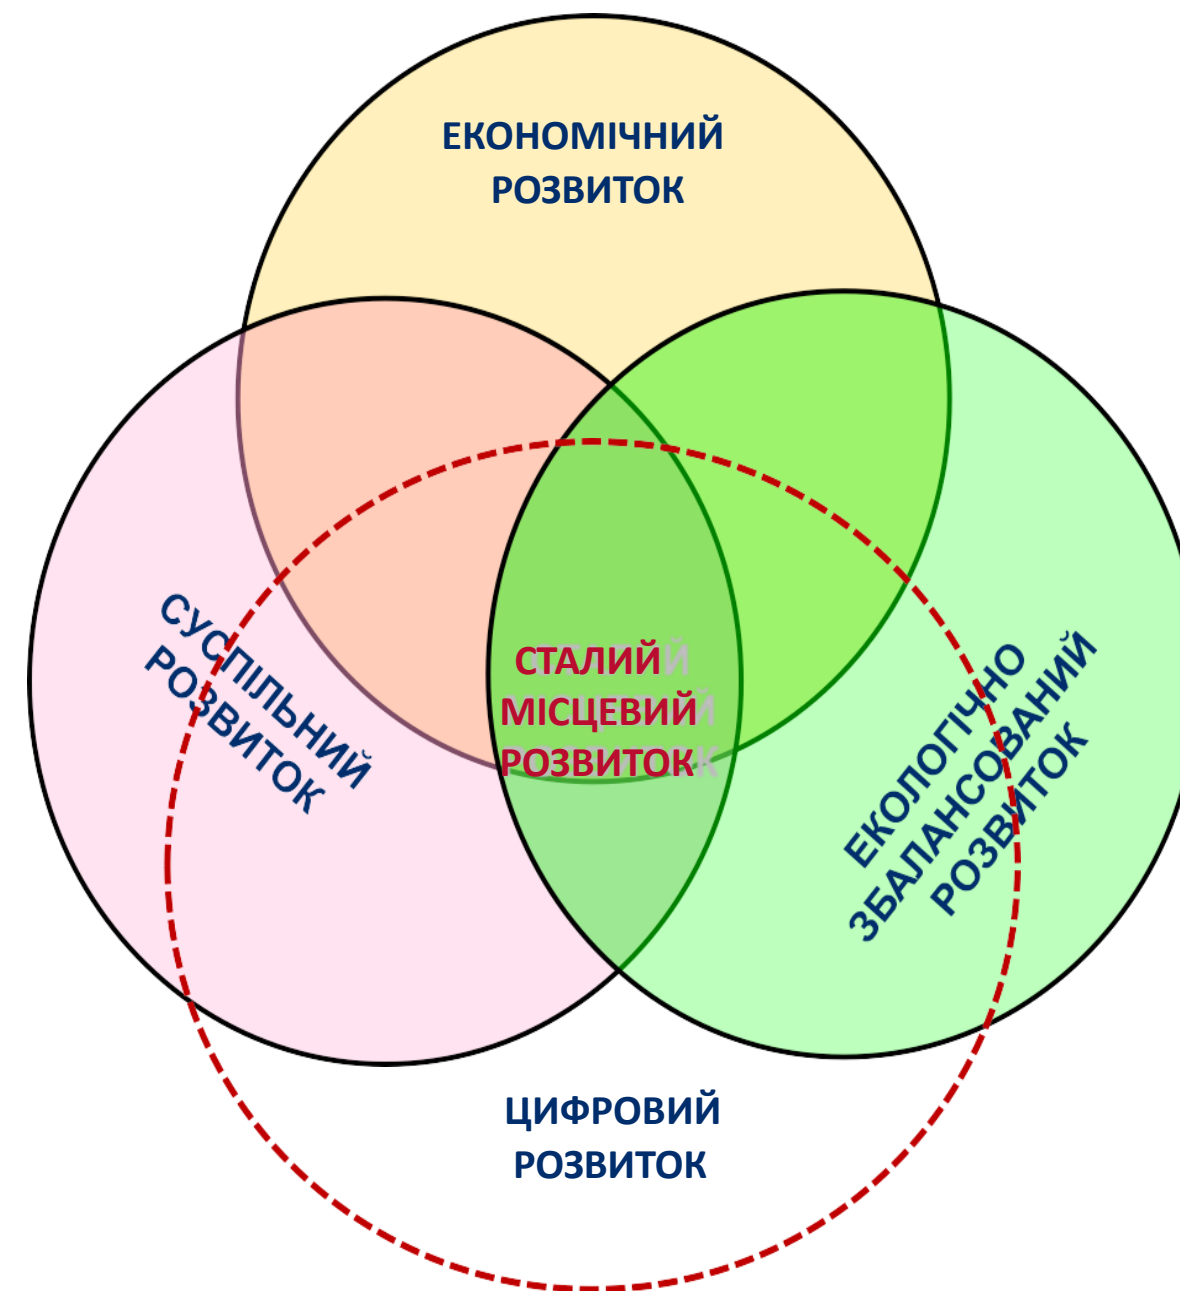 ЕКОНОМІЧНИЙ
РОЗВИТОК
СУСПІЛЬНИЙ
РОЗВИТОК
СТАЛИЙ
МІСЦЕВИЙ
РОЗВИТОК
ЕКОЛОГІЧНО
ЗБАЛАНСОВАНИЙ
РОЗВИТОК
ЦИФРОВИЙ
РОЗВИТОК